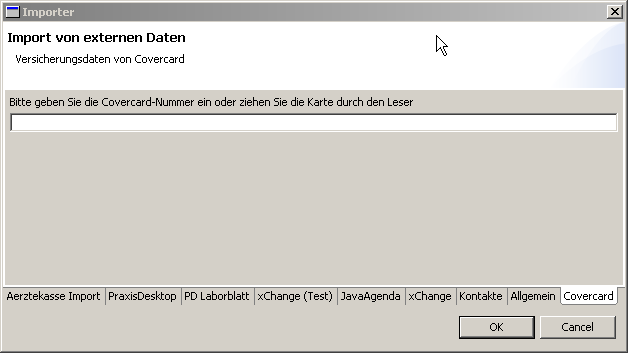 Importer
Import von externen Daten
Versicherungsdaten von Covercard
Bitte geben Sie die Covercard-Nummer ein oder ziehen Sie die Karte durch den Leser
Aerztekasse Import PraxisDesktop PD Laborblatt xChange (Test) JavaAgenda xChange Kontakte Allgemein Covercard
OK Cancel